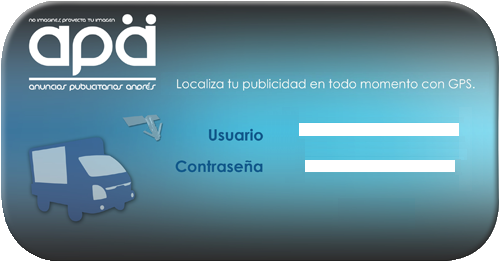 NO IMAGINES PROYECTA TU IMAGEN
apä
anuncios publicitarios andrés
Localiza tu publicidad en todo momento con GPS.
Usuario
Contraseña